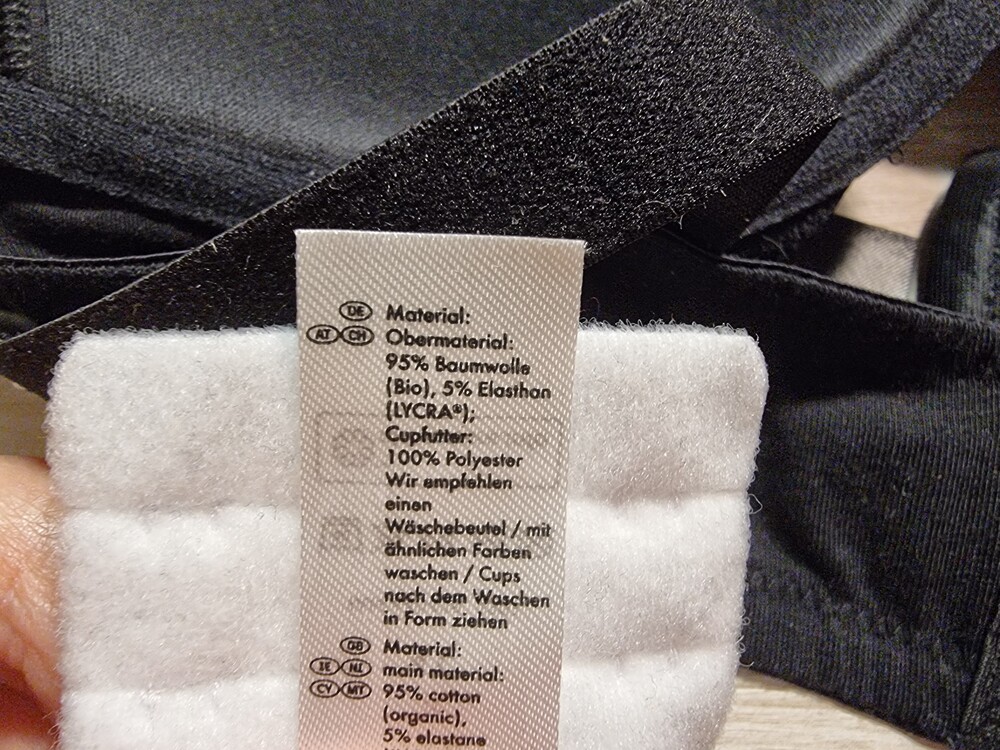 DE Material:
AT CH Obermaterial:
95% Baumwolle
(Bio), 5% Elasthan
(LYCRA®);
Cupfutter:
100% Polyester
Wir empfehlen
einen
Wäschebeutel / mit
ähnlichen Farben
waschen / Cups
nach dem Waschen
in Form ziehen
GB Material:
IE NI main material:
CY MT 95% cotton
(organic),
5% elastane